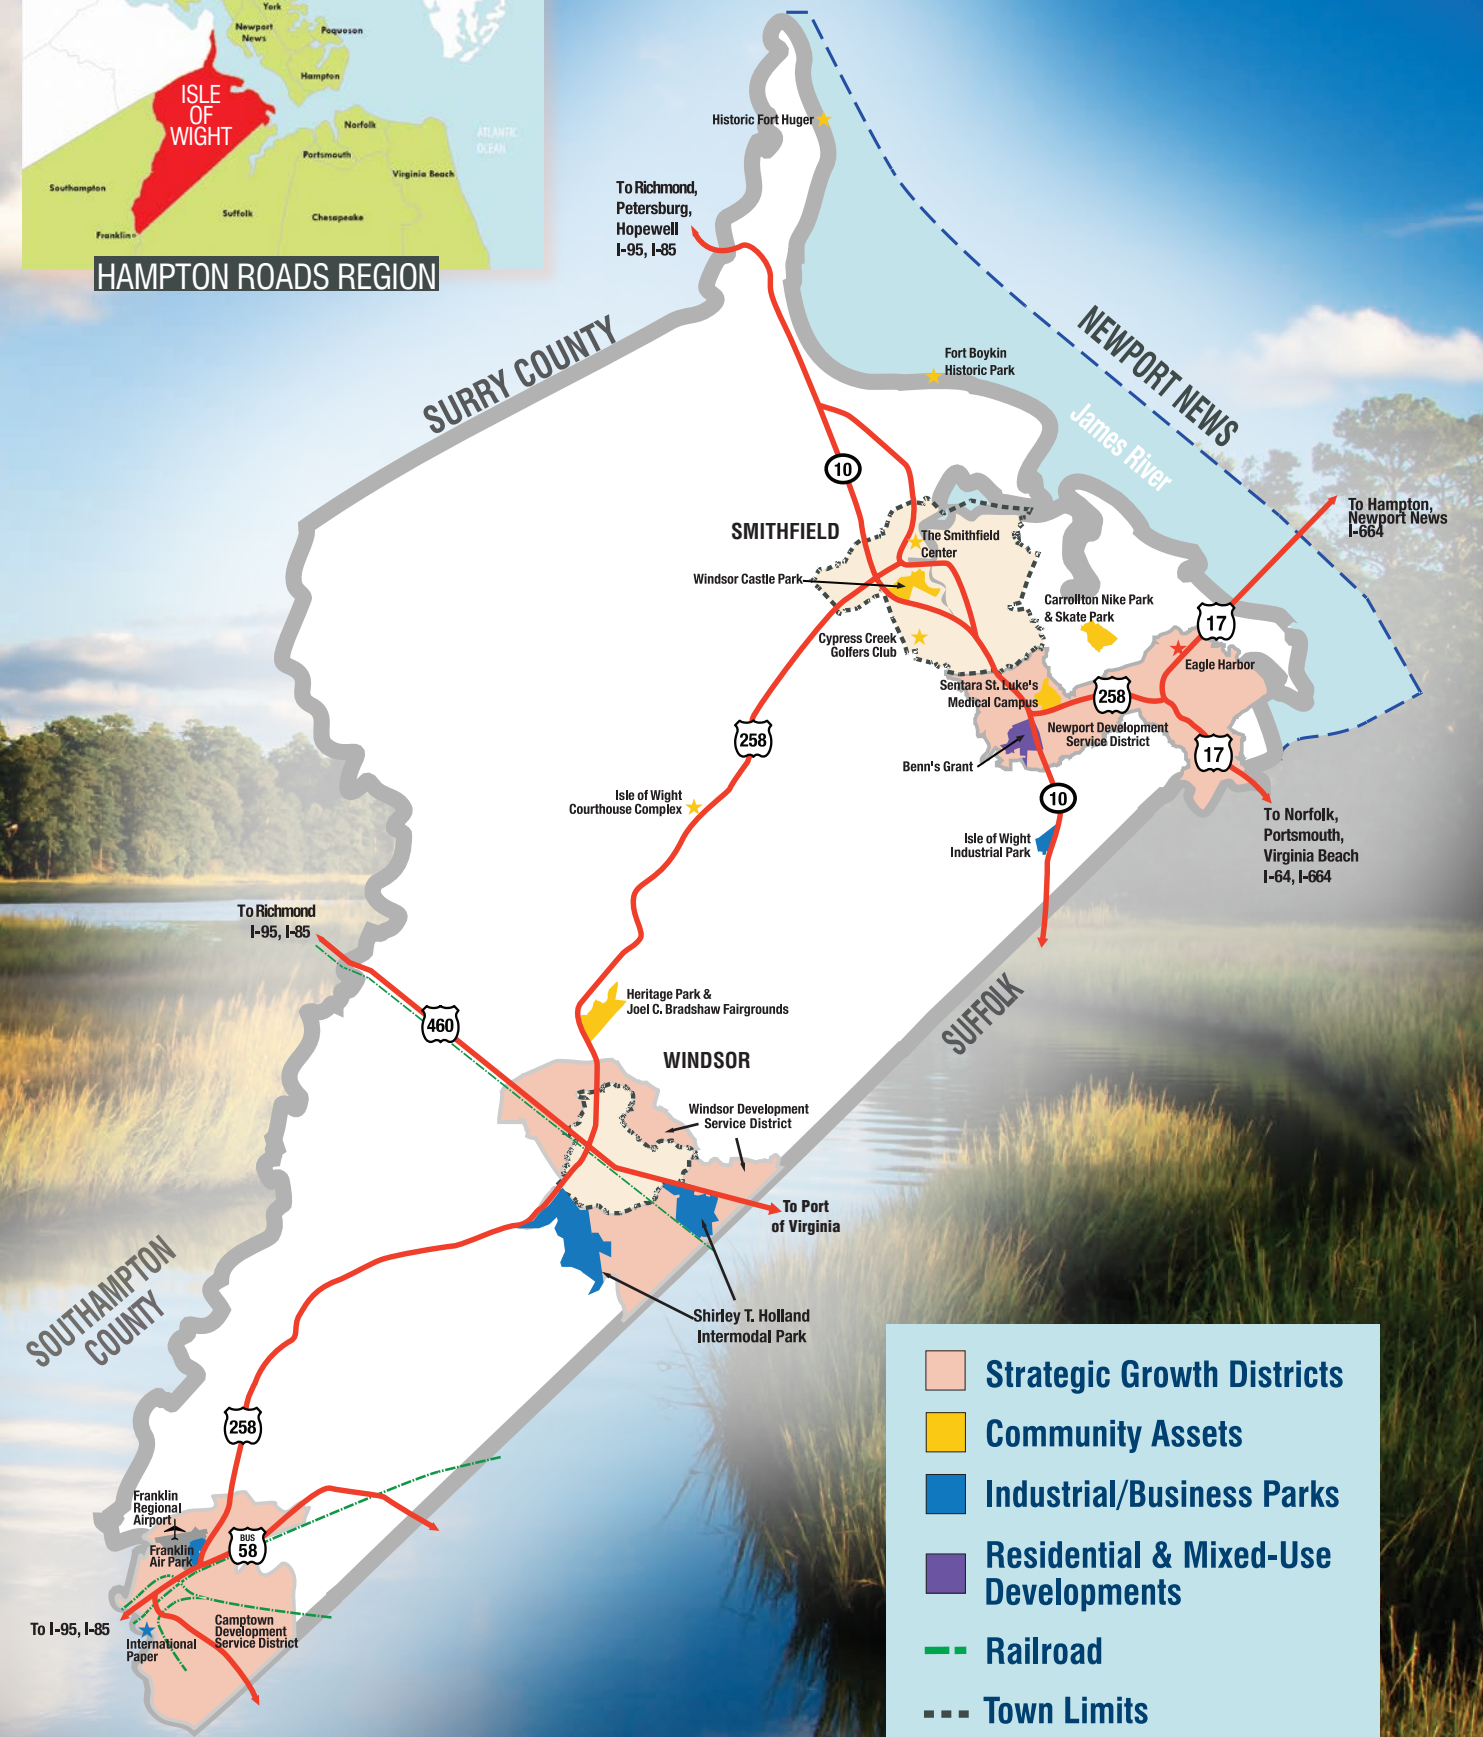 York
Newport
News
Poquoson
Hampton
ISLE
OF
WIGHT
Norfolk
ATLANTIC
OCEAN
Portsmouth
Virginia Beach
Southampton
Suffolk
Chesapeake
Franklin
HAMPTON ROADS REGION
Historic Fort Huger
To Richmond,
Petersburg,
Hopewell
I-95, I-85
SURRY COUNTY
NEWPORT NEWS
Fort Boykin
Historic Park
James River
10
To Hampton,
Newport News
I-664
SMITHFIELD
The Smithfield
Center
Windsor Castle Park
Carrollton Nike Park
& Skate Park
17
Cypress Creek
Golfers Club
Eagle Harbor
Sentara St. Luke's
Medical Campus
258
258
Newport Development
Service District
17
Benn's Grant
Isle of Wight
Courthouse Complex
10
To Norfolk,
Portsmouth,
Virginia Beach
I-64, I-664
Isle of Wight
Industrial Park
To Richmond
I-95, I-85
460
Heritage Park &
Joel C. Bradshaw Fairgrounds
SUFFOLK
WINDSOR
Windsor Development
Service District
To Port
of Virginia
SOUTHAMPTON
COUNTY
Shirley T. Holland
Intermodal Park
258
Franklin
Regional
Airport
Franklin
Air Park
BUS
58
To I-95, I-85
International
Paper
Camptown
Development
Service District
Strategic Growth Districts
Community Assets
Industrial/Business Parks
Residential & Mixed-Use
Developments
Railroad
Town Limits